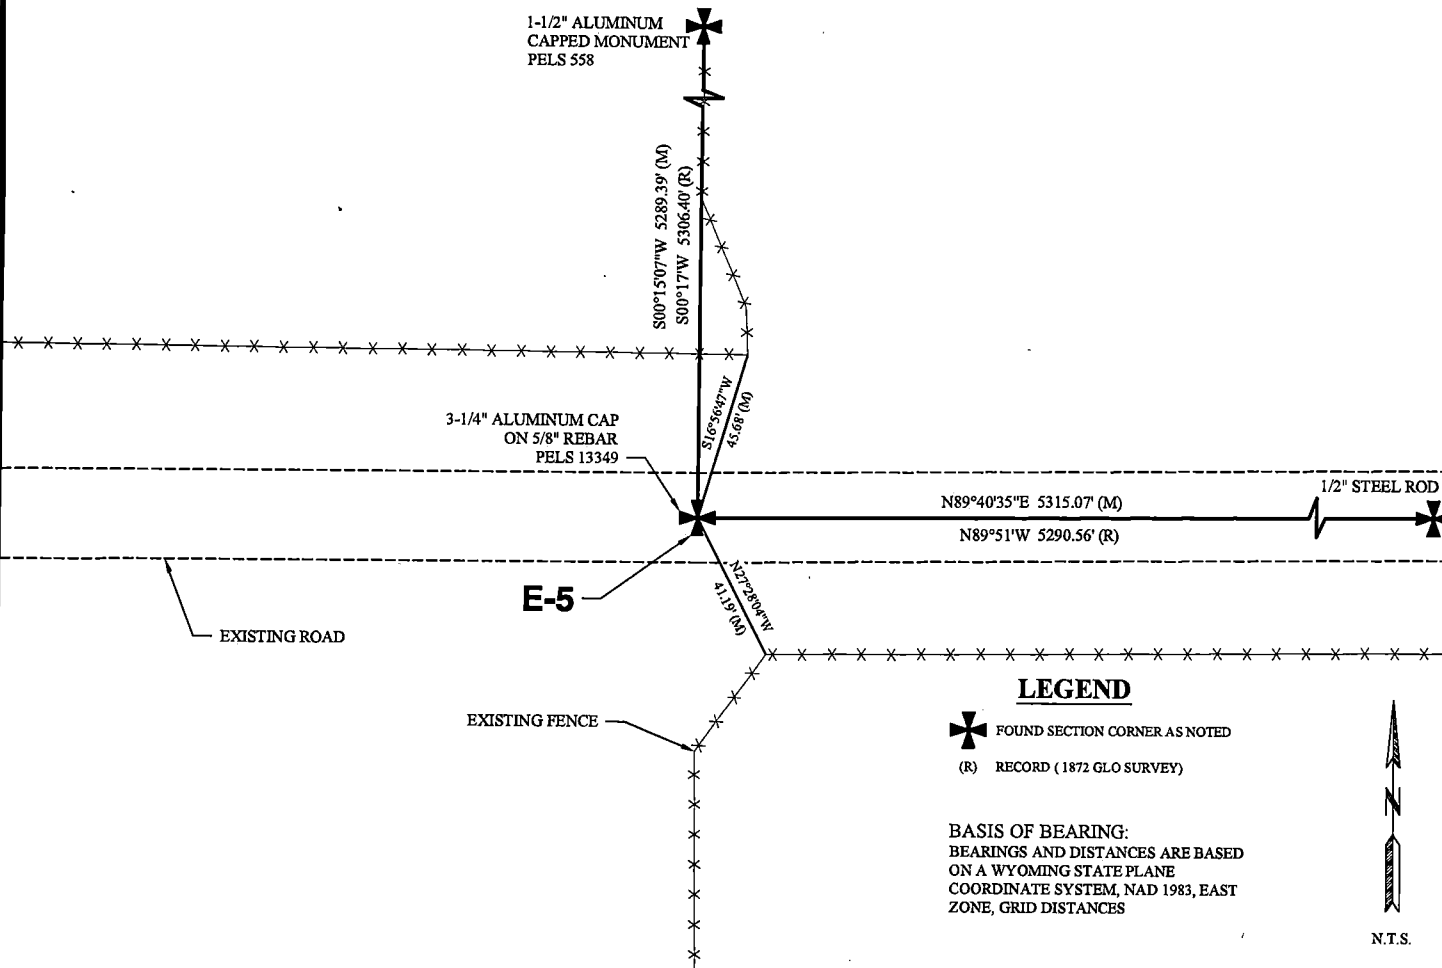 1-1/2" ALUMINUM
CAPPED MONUMENT
PELS 558
S00°15'07"W 5289.39' (M)
S00°17'W 5306.40' (R)
S16°56'47"W
45.68' (M)
3-1/4" ALUMINUM CAP
ON 5/8" REBAR
PELS 13349
1/2" STEEL ROD
N89°40'35"E 5315.07' (M)
N89°51'W 5290.56' (R)
N27°28'04"W
41.19' (M)
E-5
EXISTING ROAD
EXISTING FENCE
LEGEND
FOUND SECTION CORNER AS NOTED
(R) RECORD ( 1872 GLO SURVEY)
BASIS OF BEARING:
BEARINGS AND DISTANCES ARE BASED
ON A WYOMING STATE PLANE
COORDINATE SYSTEM, NAD 1983, EAST
ZONE, GRID DISTANCES
N
N.T.S.